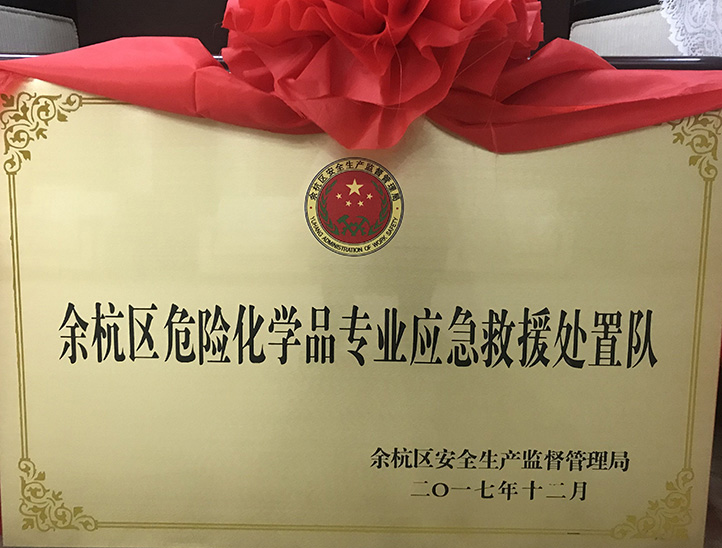 余杭区安全生产监督管理局
YUHANG ADMINISTRATION OF WORK SAFETY
余杭区危险化学品专业应急救援处置队
余杭区安全生产监督管理局
二〇一七年十二月